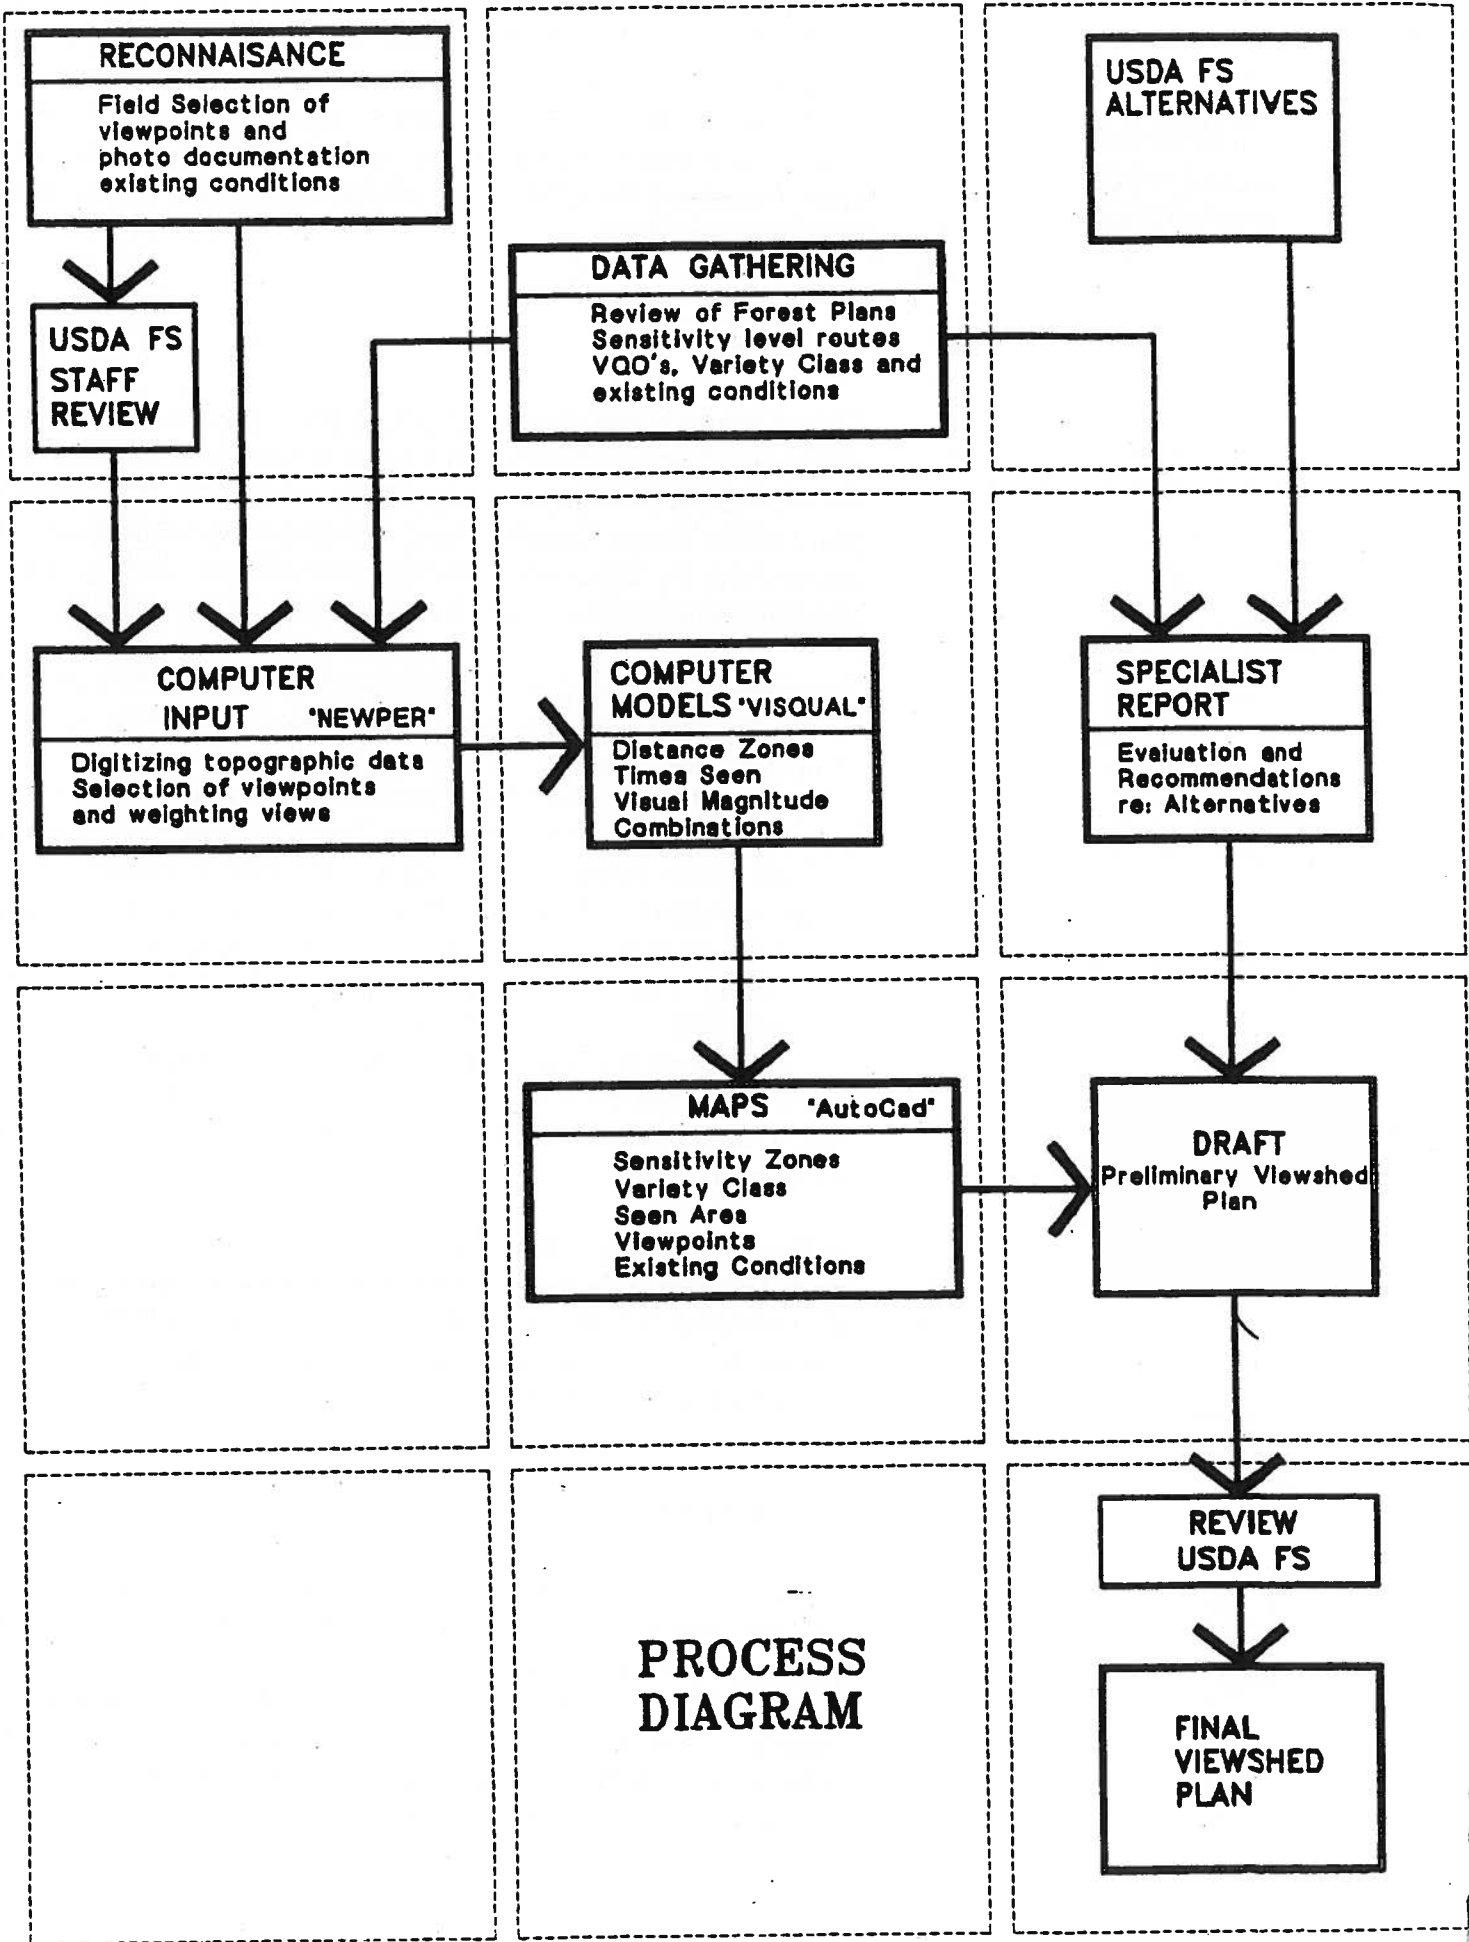 RECONNAISANCE
Field Selection of
viewpoints and
photo documentation
existing conditions
USDA FS
STAFF
REVIEW
DATA GATHERING
Review of Forest Plans
Sensitivity level routes
VQO's, Variety Class and
existing conditions
USDA FS
ALTERNATIVES
COMPUTER
INPUT "NEWPER"
Digitizing topographic data
Selection of viewpoints
and weighting views
COMPUTER
MODELS "VISQUAL"
Distance Zones
Times Seen
Visual Magnitude
Combinations
SPECIALIST
REPORT
Evaluation and
Recommendations
re: Alternatives
MAPS "AutoCad"
Sensitivity Zones
Variety Class
Seen Area
Viewpoints
Existing Conditions
DRAFT
Preliminary Viewshed
Plan
REVIEW
USDA FS
PROCESS
DIAGRAM
FINAL
VIEWSHED
PLAN